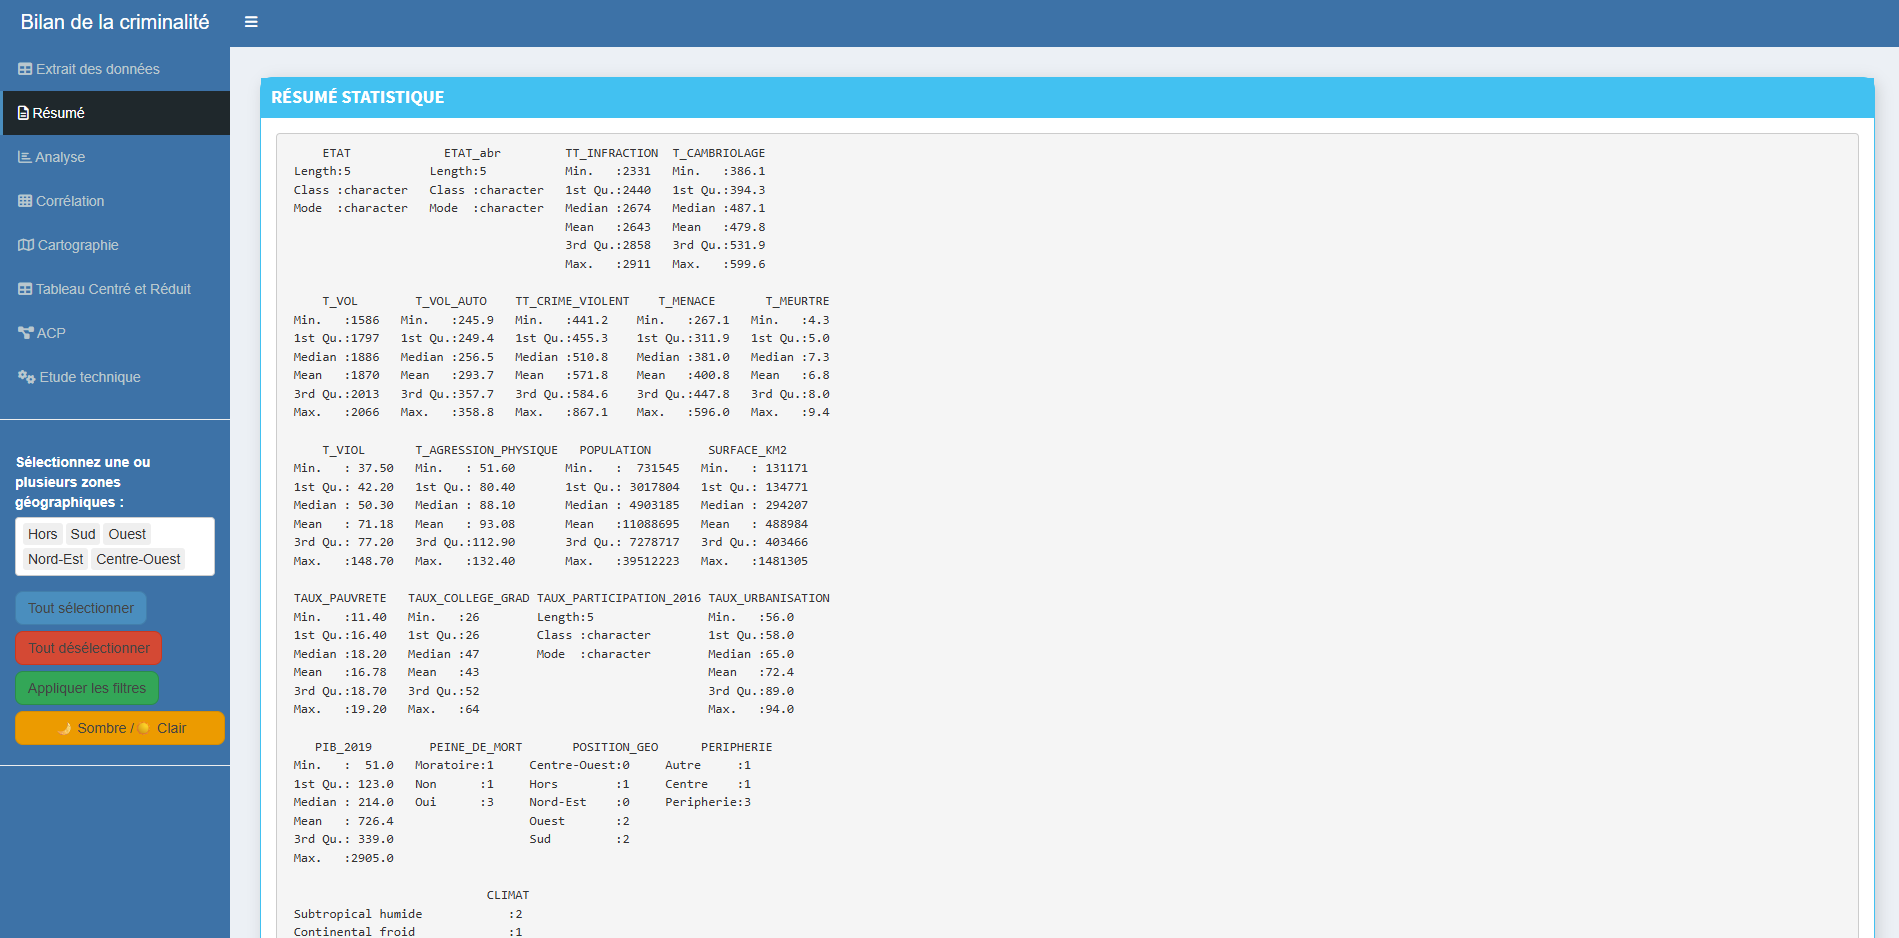 Bilan de la criminalité
Extrait des données
Résumé
Analyse
Corrélation
Cartographie
Tableau Centré et Réduit
ACP
Etude technique
Sélectionnez une ou
plusieurs zones
géographiques :
Hors Sud Ouest
Nord-Est Centre-Ouest
Tout sélectionner
Tout désélectionner
Appliquer les filtres
Sombre / Clair
RÉSUMÉ STATISTIQUE
ETAT ETAT_abr TT_INFRACTION T_CAMBRIOLAGE
Length:5 Length:5 Min. :2331 Min. :386.1
Class :character Class :character 1st Qu.:2440 1st Qu.:394.3
Mode :character Mode :character Median :2674 Median :487.1
Mean :2643 Mean :479.8
3rd Qu.:2858 3rd Qu.:531.9
Max. :2911 Max. :599.6
T_VOL T_VOL_AUTO TT_CRIME_VIOLENT T_MENACE T_MEURTRE
Min. :1586 Min. :245.9 Min. :441.2 Min. :267.1 Min. :4.3
1st Qu.:1797 1st Qu.:249.4 1st Qu.:455.3 1st Qu.:311.9 1st Qu.:5.0
Median :1886 Median :256.5 Median :510.8 Median :381.0 Median :7.3
Mean :1870 Mean :293.7 Mean :571.8 Mean :400.8 Mean :6.8
3rd Qu.:2013 3rd Qu.:357.7 3rd Qu.:584.6 3rd Qu.:447.8 3rd Qu.:8.0
Max. :2066 Max. :358.8 Max. :867.1 Max. :596.0 Max. :9.4
T_VIOL T_AGRESSION_PHYSIQUE POPULATION SURFACE_KM2
Min. : 37.50 Min. : 51.60 Min. : 731545 Min. : 131171
1st Qu.: 42.20 1st Qu.: 80.40 1st Qu.: 3017804 1st Qu.: 134771
Median : 50.30 Median : 88.10 Median : 4903185 Median : 294207
Mean : 71.18 Mean : 93.08 Mean :11088695 Mean : 488984
3rd Qu.: 77.20 3rd Qu.:112.90 3rd Qu.: 7278717 3rd Qu.: 403466
Max. :148.70 Max. :132.40 Max. :39512223 Max. :1481305
TAUX_PAUVRETE TAUX_COLLEGE_GRAD TAUX_PARTICIPATION_2016 TAUX_URBANISATION
Min. :11.40 Min. :26 Length:5 Min. :56.0
1st Qu.:16.40 1st Qu.:26 Class :character 1st Qu.:58.0
Median :18.20 Median :47 Mode :character Median :65.0
Mean :16.78 Mean :43 Mean :72.4
3rd Qu.:18.70 3rd Qu.:52 3rd Qu.:89.0
Max. :19.20 Max. :64 Max. :94.0
PIB_2019 PEINE_DE_MORT POSITION_GEO PERIPHERIE
Min. : 51.0 Moratoire:1 Centre-Ouest:0 Autre :1
1st Qu.: 123.0 Non :1 Hors :1 Centre :1
Median : 214.0 Oui :3 Nord-Est :0 Peripherie:3
Mean : 726.4 Ouest :2
3rd Qu.: 339.0 Sud :2
Max. :2905.0
CLIMAT
Subtropical humide :2
Continental froid :1